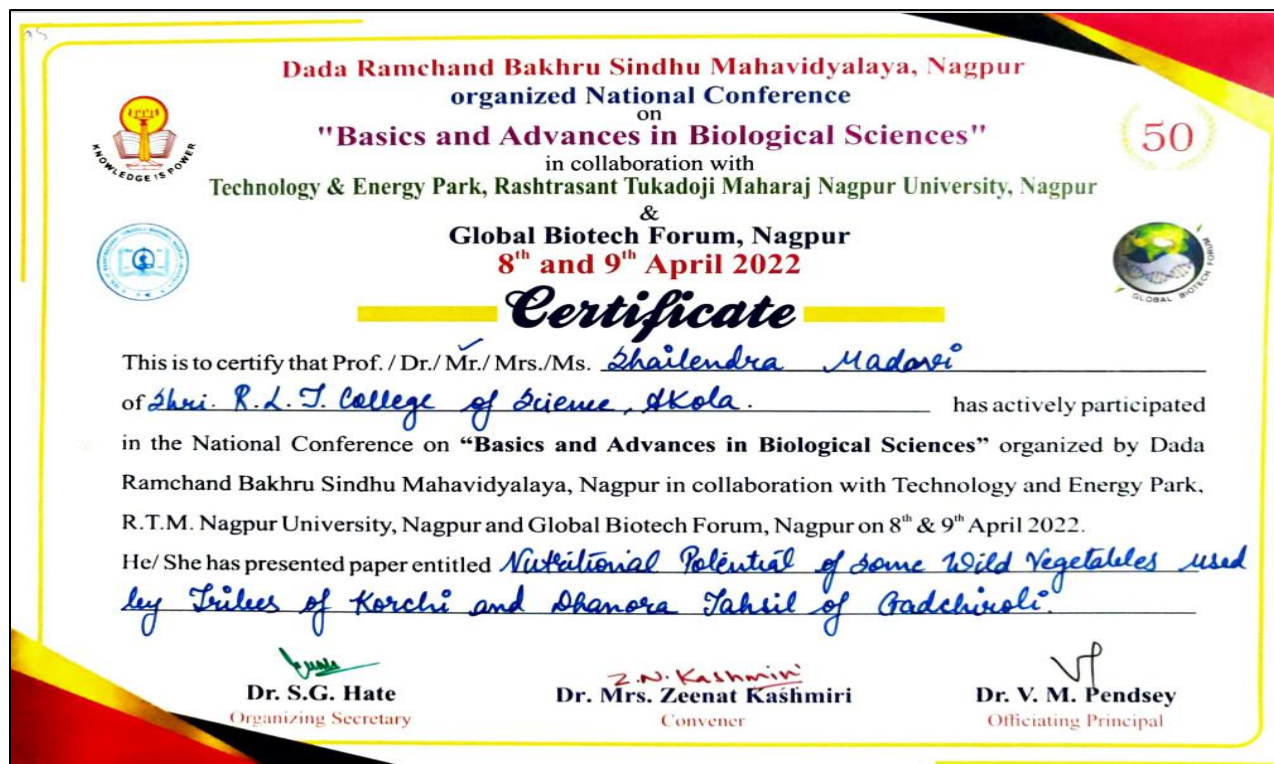 Dada Ramchand Bakhru Sindhu Mahavidyalaya, Nagpur
organized National Conference
on
"Basics and Advances in Biological Sciences"
in collaboration with
Technology & Energy Park, Rashtrasant Tukadoji Maharaj Nagpur University, Nagpur
&
Global Biotech Forum, Nagpur
8th and 9th April 2022
KNOWLEDGE IS POWER
50
GLOBAL BIOTECH FORUM
Certificate
This is to certify that Prof. / Dr./ Mr./ Mrs./Ms. Shailendra Madavi
of Shri. R.L.T. College of Science, Akola. has actively participated
in the National Conference on “Basics and Advances in Biological Sciences” organized by Dada
Ramchand Bakhru Sindhu Mahavidyalaya, Nagpur in collaboration with Technology and Energy Park,
R.T.M. Nagpur University, Nagpur and Global Biotech Forum, Nagpur on 8th & 9th April 2022.
He/ She has presented paper entitled Nutritional Potential of some Wild Vegetables used
by Tribes of Korchi and Dhanora Tahsil of Gadchiroli.
Z.N. Kashmiri
Dr. S.G. Hate Dr. Mrs. Zeenat Kashmiri Dr. V. M. Pendsey
Organizing Secretary Convener Officiating Principal